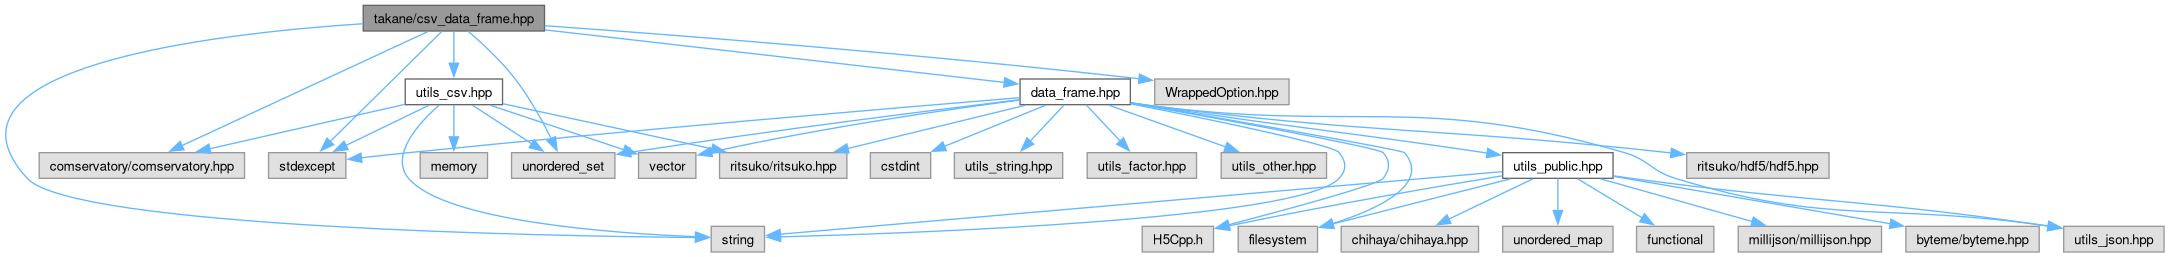 takane/csv_data_frame.hpp
utils_csv.hpp
data_frame.hpp
WrappedOption.hpp
comservatory/comservatory.hpp
stdexcept
memory
unordered_set
vector
ritsuko/ritsuko.hpp
cstdint
utils_string.hpp
utils_factor.hpp
utils_other.hpp
utils_public.hpp
ritsuko/hdf5/hdf5.hpp
string
H5Cpp.h
filesystem
chihaya/chihaya.hpp
unordered_map
functional
millijson/millijson.hpp
byteme/byteme.hpp
utils_json.hpp